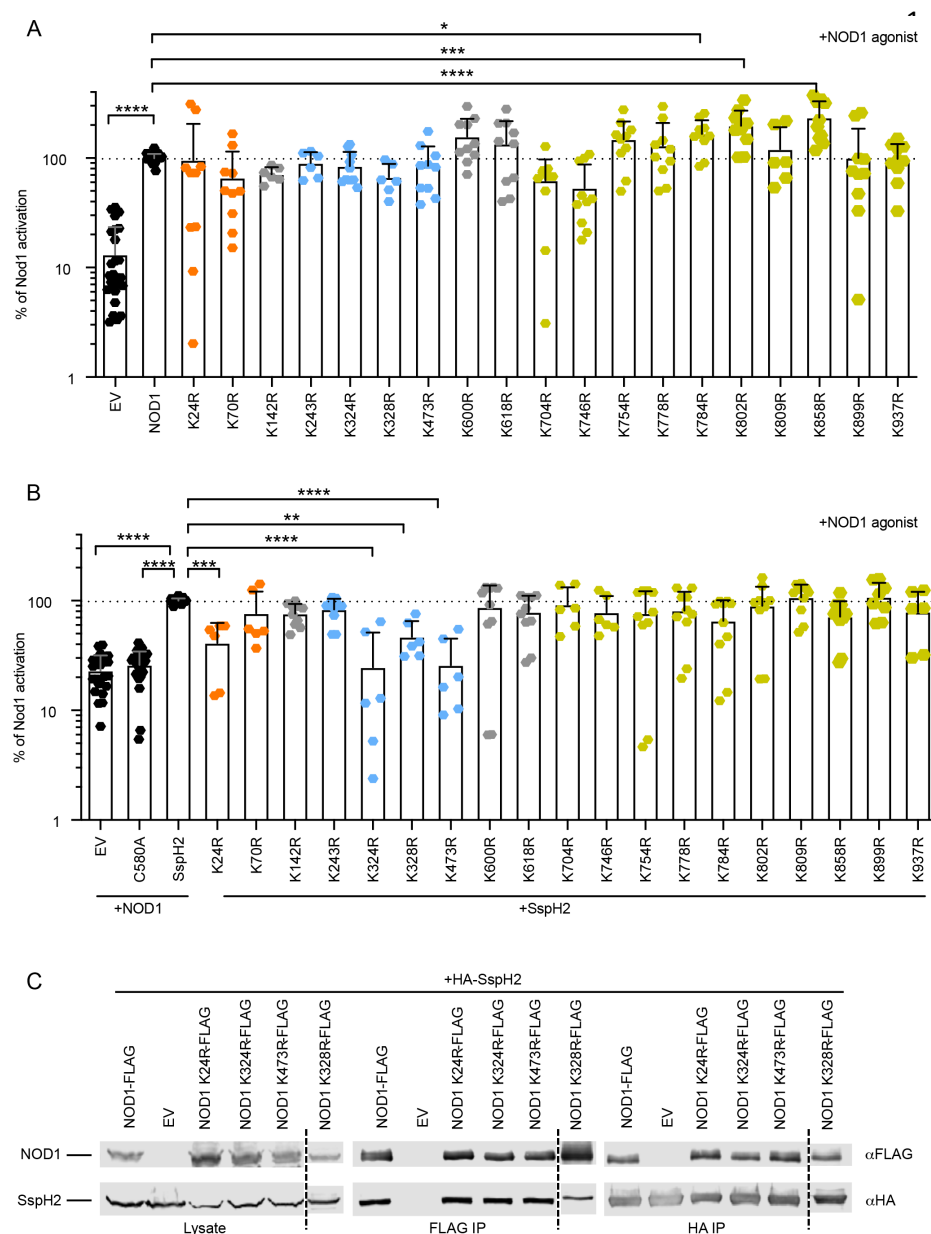 A
+NOD1 agonist
*
***
****
****
% of Nod1 activation
100
10
1
EV
NOD1
K24R
K70R
K142R
K243R
K324R
K328R
K473R
K600R
K618R
K704R
K746R
K754R
K778R
K784R
K802R
K809R
K858R
K899R
K937R
B
+NOD1 agonist
****
**
****
****
****
***
% of Nod1 activation
100
10
1
EV
C580A
SspH2
K24R
K70R
K142R
K243R
K324R
K328R
K473R
K600R
K618R
K704R
K746R
K754R
K778R
K784R
K802R
K809R
K858R
K899R
K937R
+NOD1
+SspH2
C
+HA-SspH2
NOD1-FLAG
EV
NOD1 K24R-FLAG
NOD1 K324R-FLAG
NOD1 K473R-FLAG
NOD1 K328R-FLAG
NOD1-FLAG
EV
NOD1 K24R-FLAG
NOD1 K324R-FLAG
NOD1 K473R-FLAG
NOD1 K328R-FLAG
NOD1-FLAG
EV
NOD1 K24R-FLAG
NOD1 K324R-FLAG
NOD1 K473R-FLAG
NOD1 K328R-FLAG
NOD1
αFLAG
SspH2
αHA
Lysate
FLAG IP
HA IP